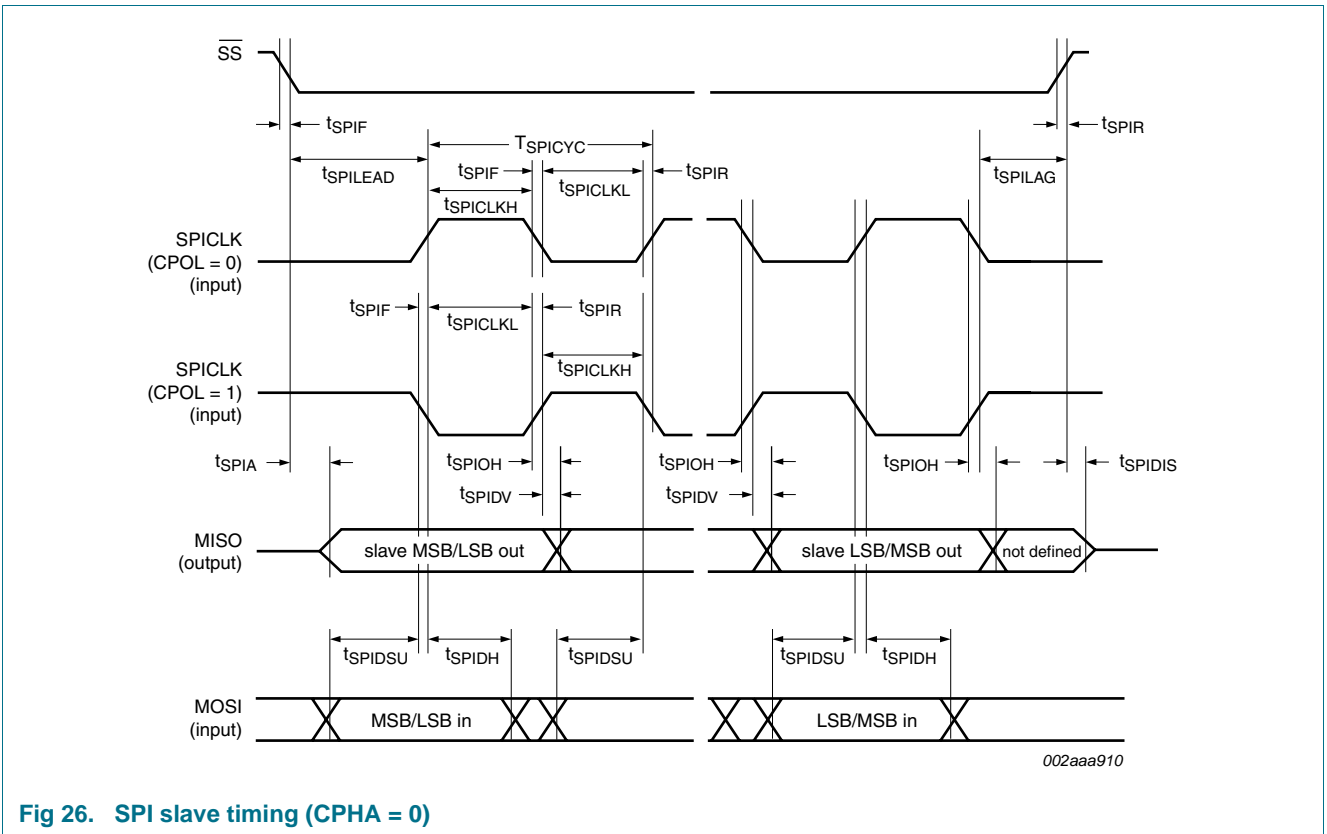 SS
tSPIF
tSPIR
TSPICYC
tSPILEAD
tSPIF
tSPICLKL
tSPIR
tSPILAG
tSPICLKH
SPICLK
(CPOL = 0)
(input)
tSPIF
tSPICLKL
tSPIR
tSPICLKH
SPICLK
(CPOL = 1)
(input)
tSPIA
tSPIOH
tSPIOH
tSPIOH
tSPIDIS
tSPIDV
tSPIDV
MISO
(output)
slave MSB/LSB out
slave LSB/MSB out
not defined
tSPIDSU
tSPIDH
tSPIDSU
tSPIDSU
tSPIDH
MOSI
(input)
MSB/LSB in
LSB/MSB in
002aaa910
Fig 26. SPI slave timing (CPHA = 0)